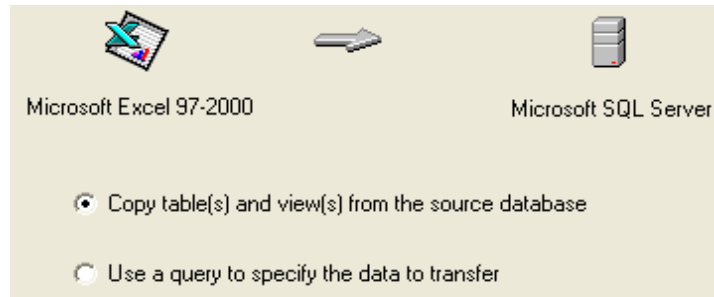 Microsoft Excel 97-2000
Microsoft SQL Server
Copy table(s) and view(s) from the source database
Use a query to specify the data to transfer